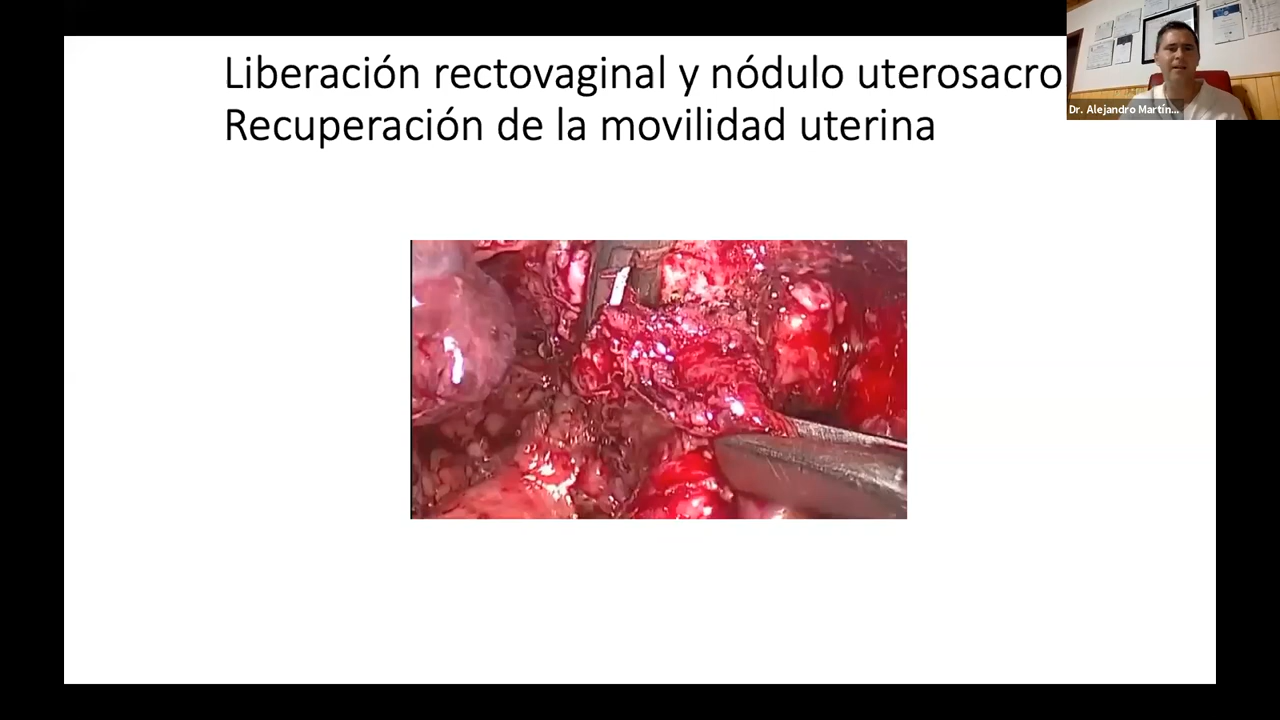 Liberación rectovaginal y nódulo uterosacro
Recuperación de la movilidad uterina
Dr. Alejandro Martín...